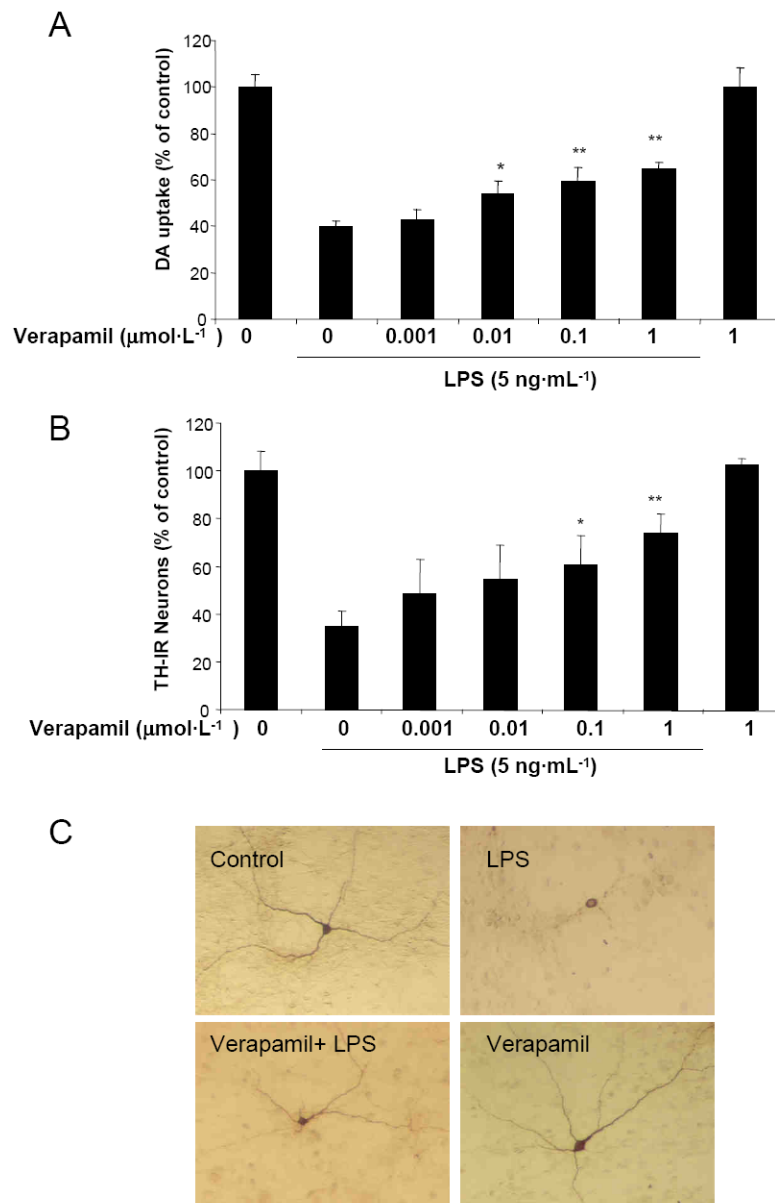 A
DA uptake (% of control)
120
100
80
60
40
20
0
*
**
**
Verapamil (μmol·L⁻¹ ) 0 0 0.001 0.01 0.1 1 1
LPS (5 ng·mL⁻¹)
B
TH-IR Neurons (% of control)
120
100
80
60
40
20
0
*
**
Verapamil (μmol·L⁻¹ ) 0 0 0.001 0.01 0.1 1 1
LPS (5 ng·mL⁻¹)
C
Control
LPS
Verapamil+ LPS
Verapamil